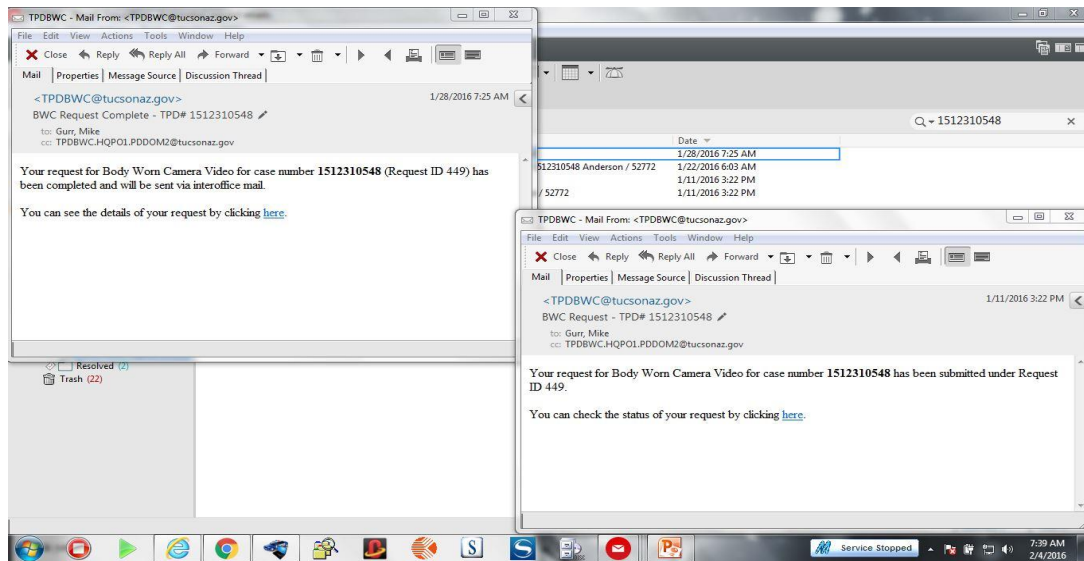 TPDBWC - Mail From: <TPDBWC@tucsonaz.gov>
File Edit View Actions Tools Window Help
Close Reply Reply All Forward
Mail Properties Message Source Discussion Thread
<TPDBWC@tucsonaz.gov> 1/28/2016 7:25 AM
BWC Request Complete - TPD# 1512310548
to: Gurr, Mike
cc: TPDBWC.HQPO1.PDDOM2@tucsonaz.gov
Your request for Body Worn Camera Video for case number 1512310548 (Request ID 449) has
been completed and will be sent via interoffice mail.
You can see the details of your request by clicking here.
1512310548
Date
1/28/2016 7:25 AM
512310548 Anderson / 52772 1/22/2016 6:03 AM
1/11/2016 3:22 PM
/ 52772 1/11/2016 3:22 PM
TPDBWC - Mail From: <TPDBWC@tucsonaz.gov>
File Edit View Actions Tools Window Help
Close Reply Reply All Forward
Mail Properties Message Source Discussion Thread
<TPDBWC@tucsonaz.gov> 1/11/2016 3:22 PM
BWC Request - TPD# 1512310548
to: Gurr, Mike
cc: TPDBWC.HQPO1.PDDOM2@tucsonaz.gov
Your request for Body Worn Camera Video for case number 1512310548 has been submitted under Request
ID 449.
You can check the status of your request by clicking here.
Resolved (2)
Trash (22)
S
Service Stopped
7:39 AM
2/4/2016